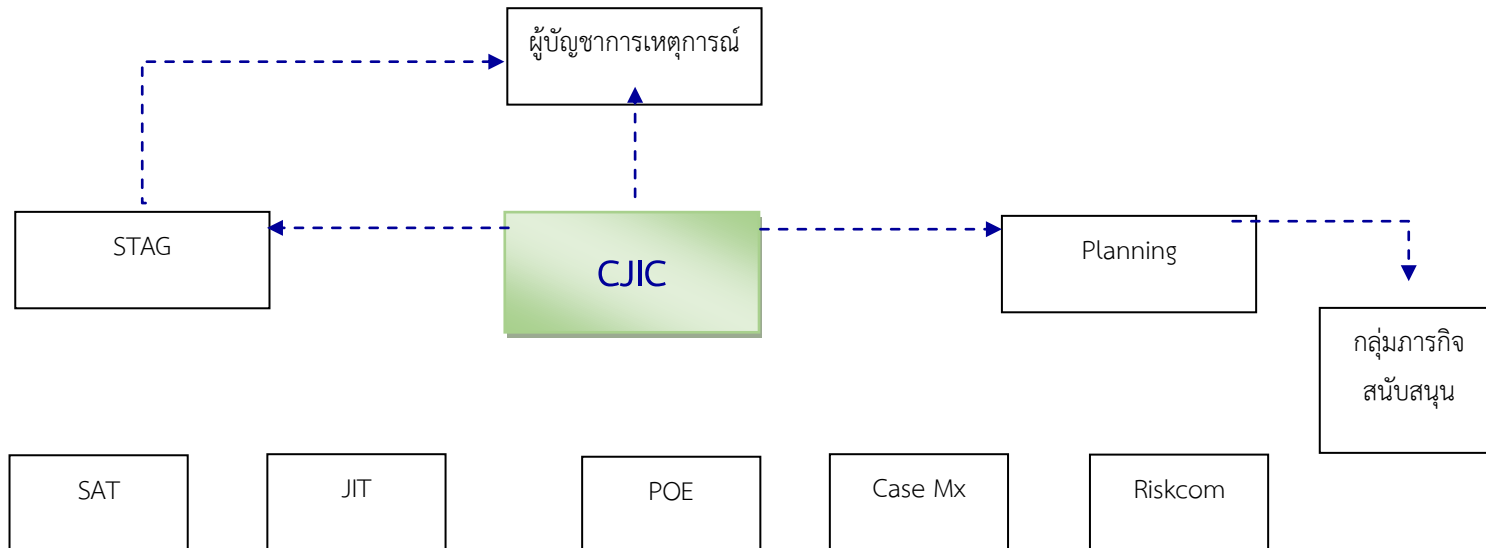 ผู้บัญชาการเหตุการณ์
STAG
CJIC
Planning
กลุ่มภารกิจ
สนับสนุน
SAT
JIT
POE
Case Mx
Riskcom